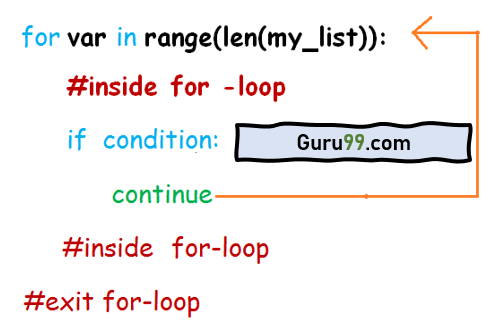 for var in range(len(my_list)):
#inside for -loop
if condition:
Guru99.com
continue
#inside for-loop
#exit for-loop